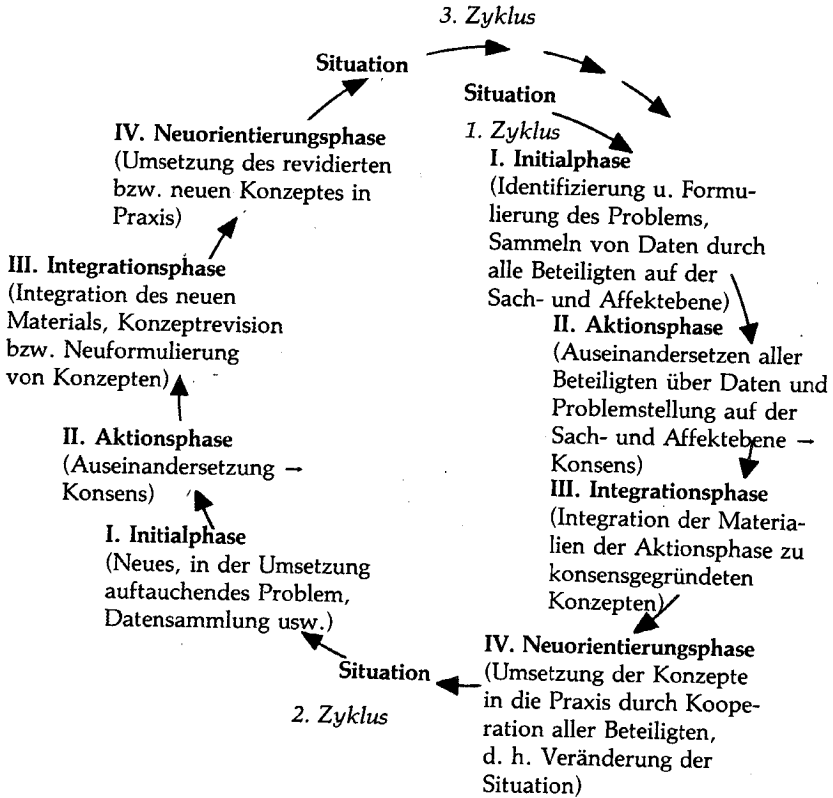 3. Zyklus
Situation
1. Zyklus
I. Initialphase
(Identifizierung u. Formu-
lierung des Problems,
Sammeln von Daten durch
alle Beteiligten auf der
Sach- und Affektebene)
II. Aktionsphase
(Auseinandersetzen aller
Beteiligten über Daten und
Problemstellung auf der
Sach- und Affektebene →
Konsens)
III. Integrationsphase
(Integration der Materia-
lien der Aktionsphase zu
konsensgegründeten
Konzepten)
IV. Neuorientierungsphase
(Umsetzung der Konzepte
in die Praxis durch Koope-
ration aller Beteiligten,
d. h. Veränderung der
Situation)
Situation
2. Zyklus
I. Initialphase
(Neues, in der Umsetzung
auftauchendes Problem,
Datensammlung usw.)
II. Aktionsphase
(Auseinandersetzung →
Konsens)
III. Integrationsphase
(Integration des neuen
Materials, Konzeptrevision
bzw. Neuformulierung
von Konzepten)
IV. Neuorientierungsphase
(Umsetzung des revidierten
bzw. neuen Konzeptes in
Praxis)
Situation